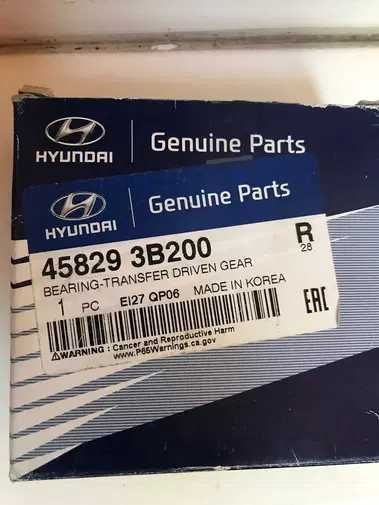 HYUNDAI
Genuine Parts
HYUNDAI
Genuine Parts
45829 3B200
R
28
BEARING-TRANSFER DRIVEN GEAR
1 PC EI27 QP06 MADE IN KOREA
EAC
WARNING : Cancer and Reproductive Harm
www.P65Warnings.ca.gov